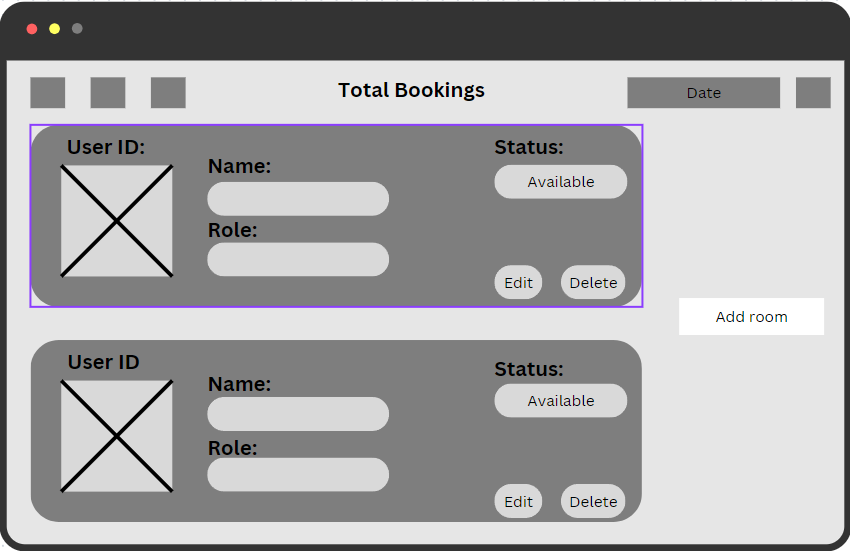 Total Bookings
Date
User ID:
Name:
Role:
Status:
Available
Edit
Delete
Add room
User ID
Name:
Role:
Status:
Available
Edit
Delete